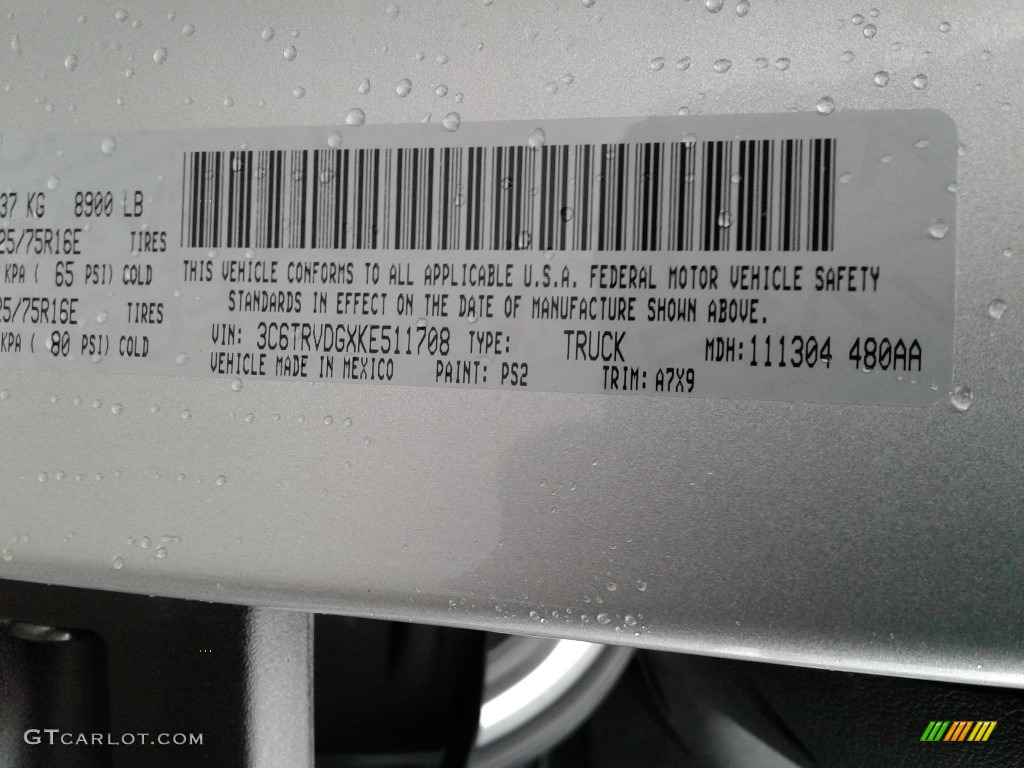 37 KG 8900 LB
25/75R16E TIRES
KPA ( 65 PSI) COLD
25/75R16E TIRES
KPA ( 80 PSI) COLD
THIS VEHICLE CONFORMS TO ALL APPLICABLE U.S.A. FEDERAL MOTOR VEHICLE SAFETY
STANDARDS IN EFFECT ON THE DATE OF MANUFACTURE SHOWN ABOVE.
VIN: 3C6TRVDGXKE511708 TYPE: TRUCK MDH:111304 480AA
VEHICLE MADE IN MEXICO PAINT: PS2 TRIM: A7X9
GTCARLOT.COM